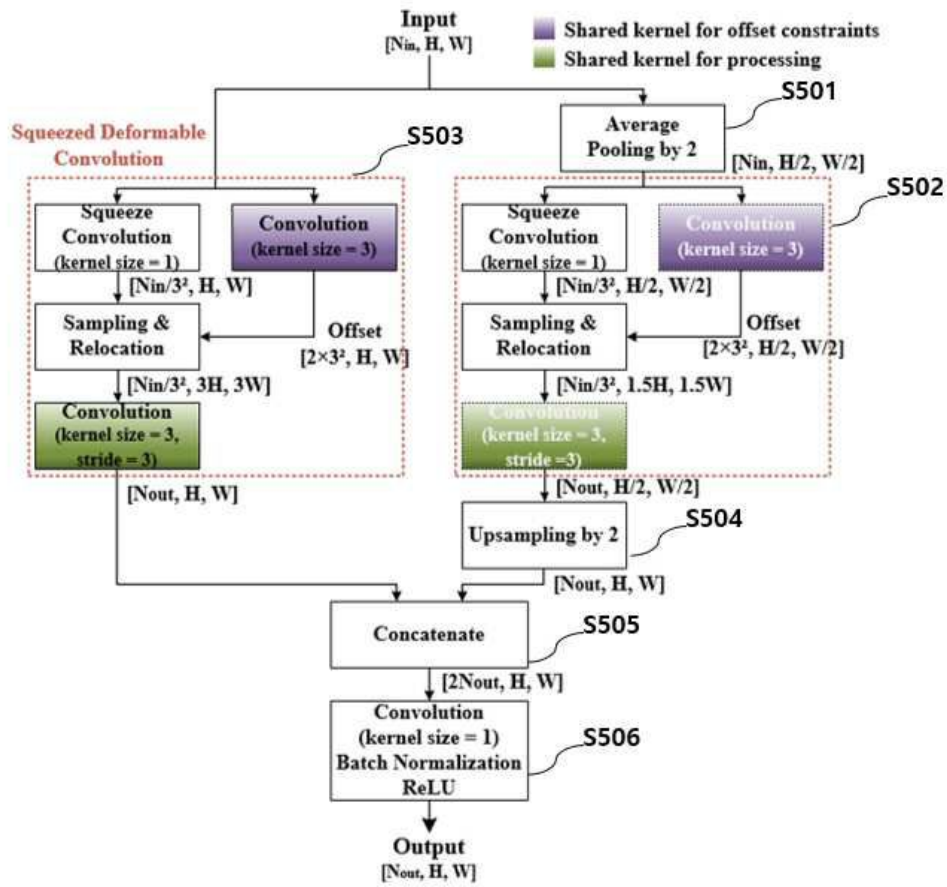 Input
[Nin, H, W]
Shared kernel for offset constraints
Shared kernel for processing
S501
Average
Pooling by 2
[Nin, H/2, W/2]
Squeezed Deformable
Convolution
S503
S502
Squeeze
Convolution
(kernel size = 1)
Convolution
(kernel size = 3)
[Nin/3², H, W]
Sampling &
Relocation
Offset
[2×3², H, W]
[Nin/3², 3H, 3W]
Convolution
(kernel size = 3,
stride = 3)
[Nout, H, W]
Squeeze
Convolution
(kernel size = 1)
Convolution
(kernel size = 3)
[Nin/3², H/2, W/2]
Sampling &
Relocation
Offset
[2×3², H/2, W/2]
[Nin/3², 1.5H, 1.5W]
Convolution
(kernel size = 3,
stride =3)
[Nout, H/2, W/2]
Upsampling by 2
S504
[Nout, H, W]
Concatenate
S505
[2Nout, H, W]
Convolution
(kernel size = 1)
Batch Normalization
ReLU
S506
Output
[Nout, H, W]